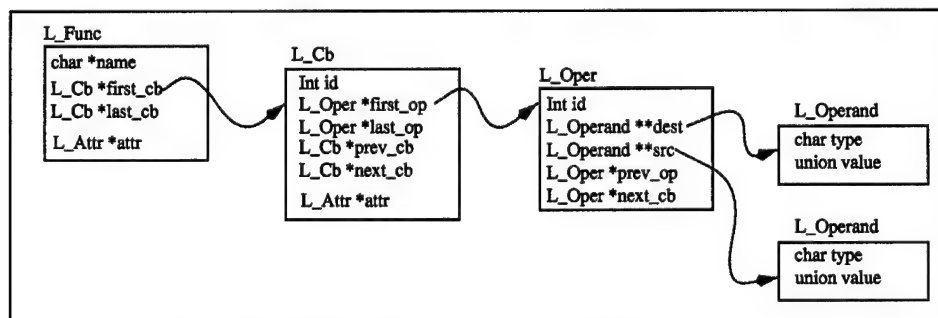 L_Func
char *name
L_Cb *first_cb
L_Cb *last_cb
L_Attr *attr
L_Cb
Int id
L_Oper *first_op
L_Oper *last_op
L_Cb *prev_cb
L_Cb *next_cb
L_Attr *attr
L_Oper
Int id
L_Operand **dest
L_Operand **src
L_Oper *prev_op
L_Oper *next_cb
L_Operand
char type
union value
L_Operand
char type
union value